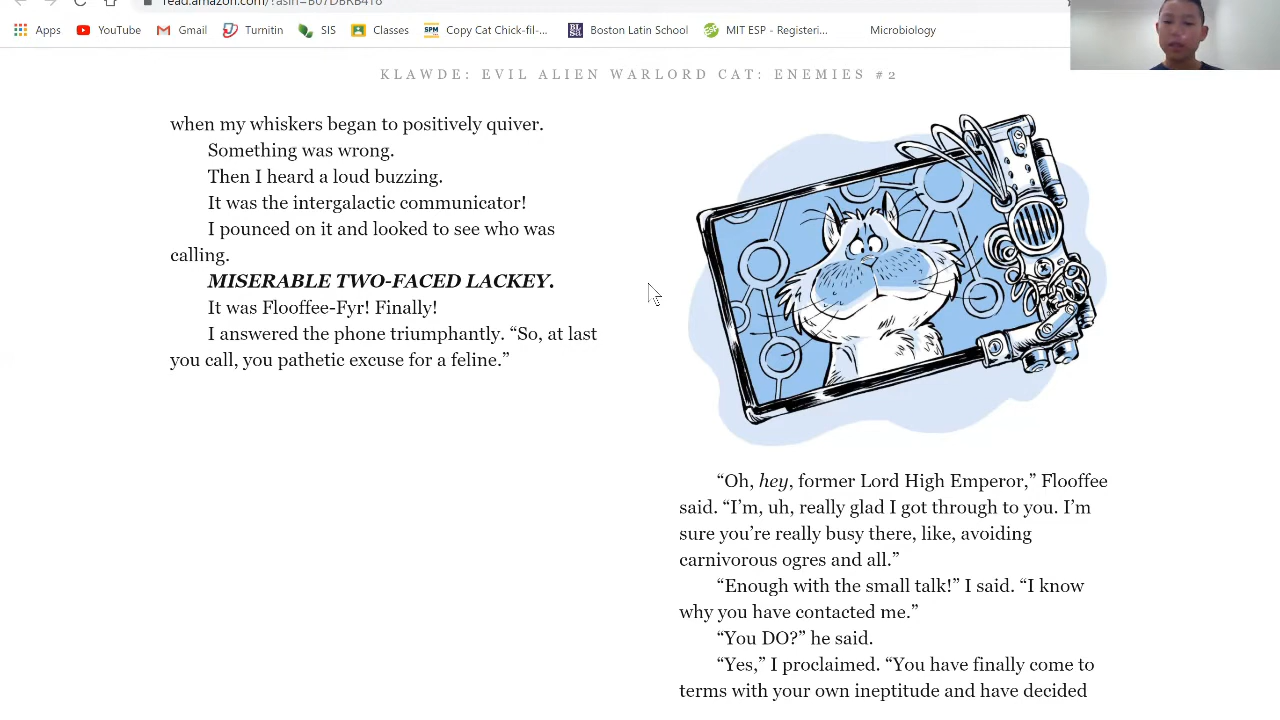 Apps
YouTube
Gmail
Turnitin
SIS
Classes
SPM
Copy Cat Chick-fil-...
Boston Latin School
MIT ESP - Registeri...
Microbiology
KLAWDE: EVIL ALIEN WARLORD CAT: ENEMIES #2
when my whiskers began to positively quiver.
Something was wrong.
Then I heard a loud buzzing.
It was the intergalactic communicator!
I pounced on it and looked to see who was
calling.
MISERABLE TWO-FACED LACKEY.
It was Flooffee-Fyr! Finally!
I answered the phone triumphantly. “So, at last
you call, you pathetic excuse for a feline.”
“Oh, hey, former Lord High Emperor,” Flooffee
said. “I’m, uh, really glad I got through to you. I’m
sure you’re really busy there, like, avoiding
carnivorous ogres and all.”
“Enough with the small talk!” I said. “I know
why you have contacted me.”
“You DO?” he said.
“Yes,” I proclaimed. “You have finally come to
terms with your own ineptitude and have decided